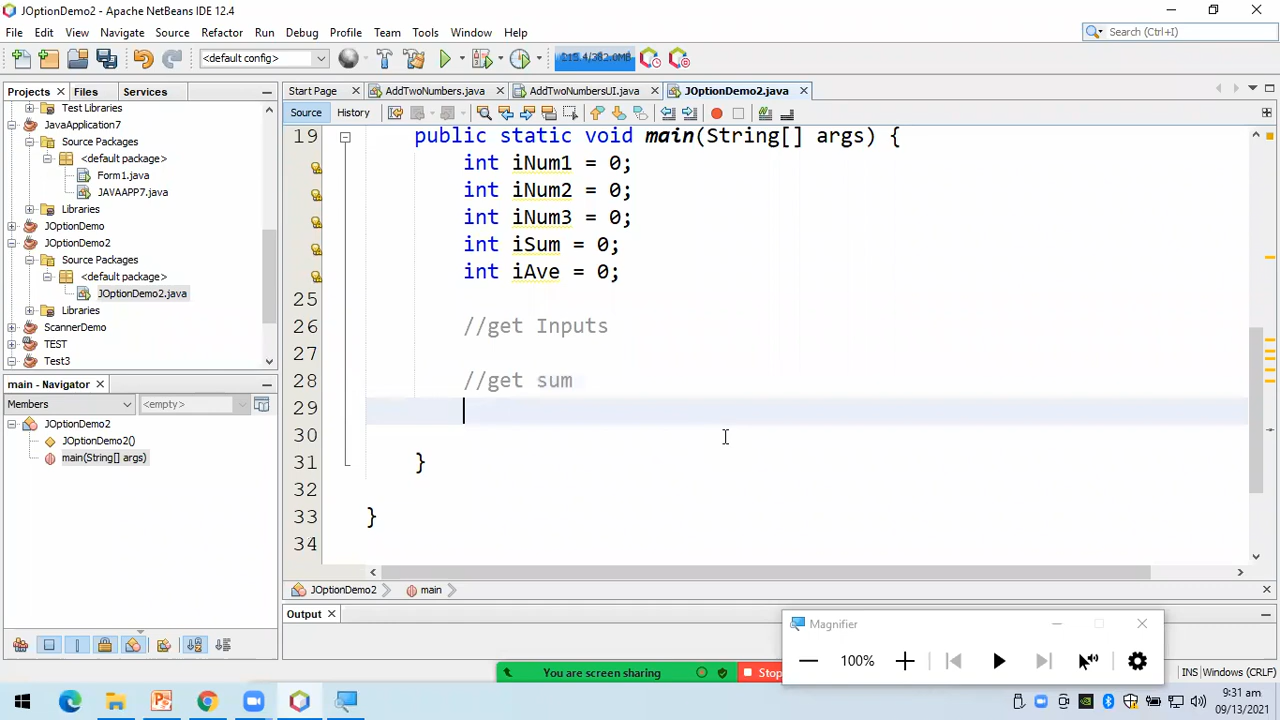 JOptionDemo2 - Apache NetBeans IDE 12.4
File Edit View Navigate Source Refactor Run Debug Profile Team Tools Window Help
Search (Ctrl+I)
<default config>
115.4/382.0MB
Projects Files Services
Start Page AddTwoNumbers.java AddTwoNumbersUI.java JOptionDemo2.java
Source History
Test Libraries
JavaApplication7
Source Packages
<default package>
Form1.java
JAVAAPP7.java
Libraries
JOptionDemo
JOptionDemo2
Source Packages
<default package>
JOptionDemo2.java
Libraries
ScannerDemo
TEST
Test3
main - Navigator
Members <empty>
JOptionDemo2
JOptionDemo2()
main(String[] args)
19 public static void main(String[] args) {
int iNum1 = 0;
int iNum2 = 0;
int iNum3 = 0;
int iSum = 0;
int iAve = 0;
25
26 //get Inputs
27
28 //get sum
29
30
31 }
32
33 }
34
JOptionDemo2 main
Output
Magnifier
100%
You are screen sharing
Stop
INS Windows (CRLF)
9:31 am
09/13/2021